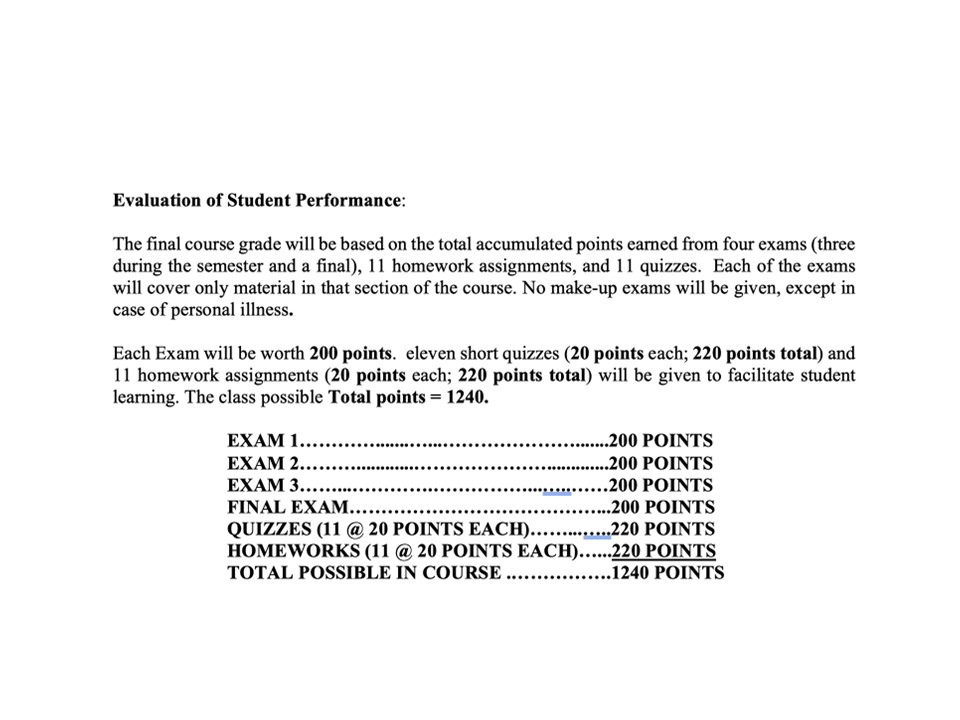 Evaluation of Student Performance:
The final course grade will be based on the total accumulated points earned from four exams (three
during the semester and a final), 11 homework assignments, and 11 quizzes.  Each of the exams
will cover only material in that section of the course. No make-up exams will be given, except in
case of personal illness.
Each Exam will be worth 200 points.  eleven short quizzes (20 points each; 220 points total) and
11 homework assignments (20 points each; 220 points total) will be given to facilitate student
learning. The class possible Total points = 1240.
EXAM 1…………........…...……………………….......200 POINTS
EXAM 2.…….................………………….…..............200 POINTS
EXAM 3…….....………….……………....…...…….200 POINTS
FINAL EXAM……………………………………...200 POINTS
QUIZZES (11 @ 20 POINTS EACH)……....…...220 POINTS
HOMEWORKS (11 @ 20 POINTS EACH)…...220 POINTS
TOTAL POSSIBLE IN COURSE ..…………….1240 POINTS